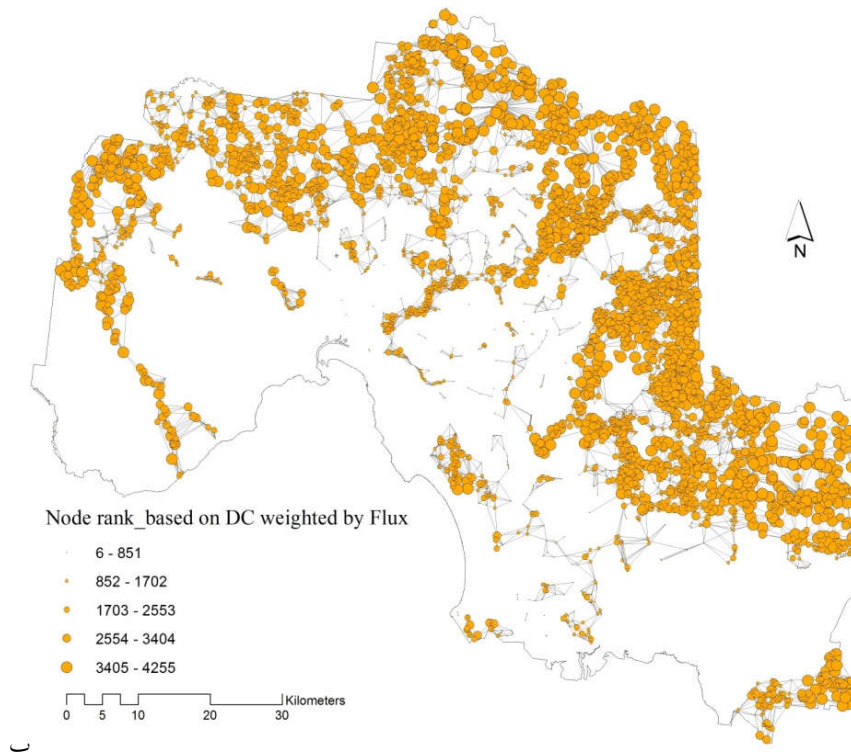 N
Node rank_based on DC weighted by Flux
6 - 851
852 - 1702
1703 - 2553
2554 - 3404
3405 - 4255
Kilometers
0 5 10 20 30